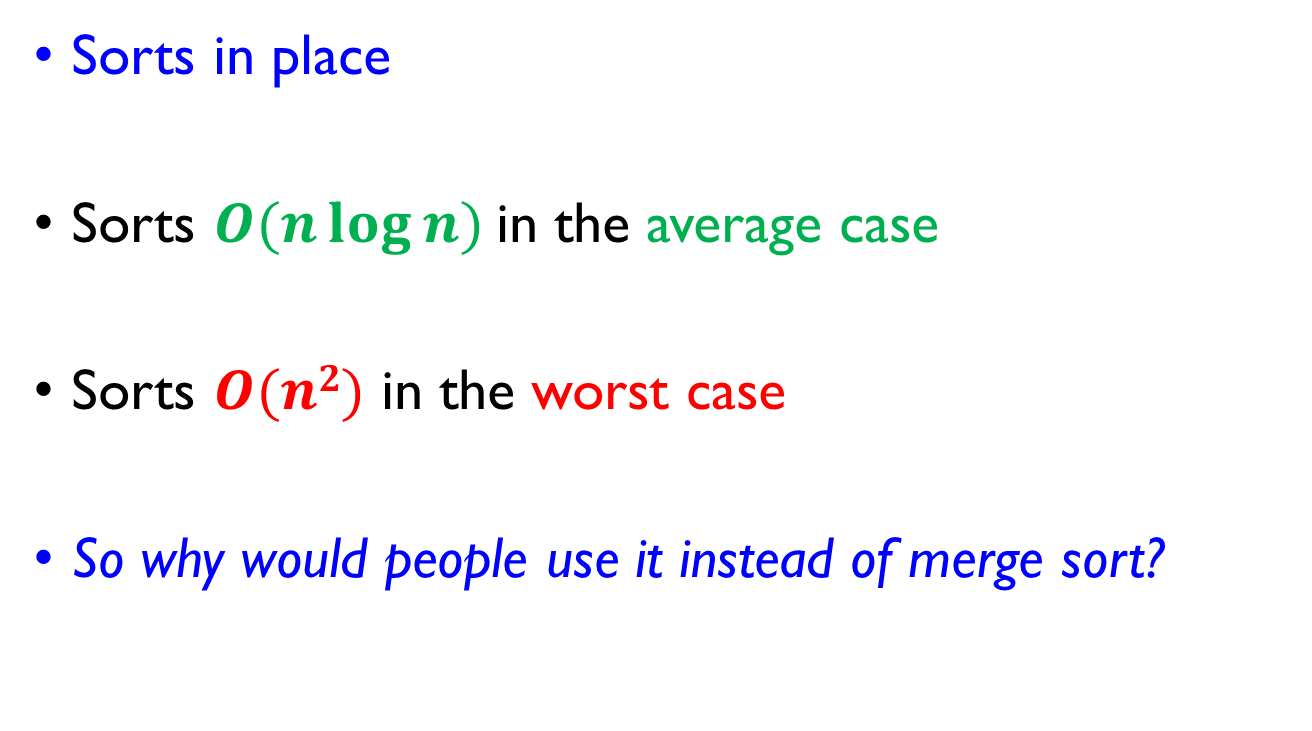 • Sorts in place
• Sorts O(n log n) in the average case
• Sorts O(n²) in the worst case
• So why would people use it instead of merge sort?